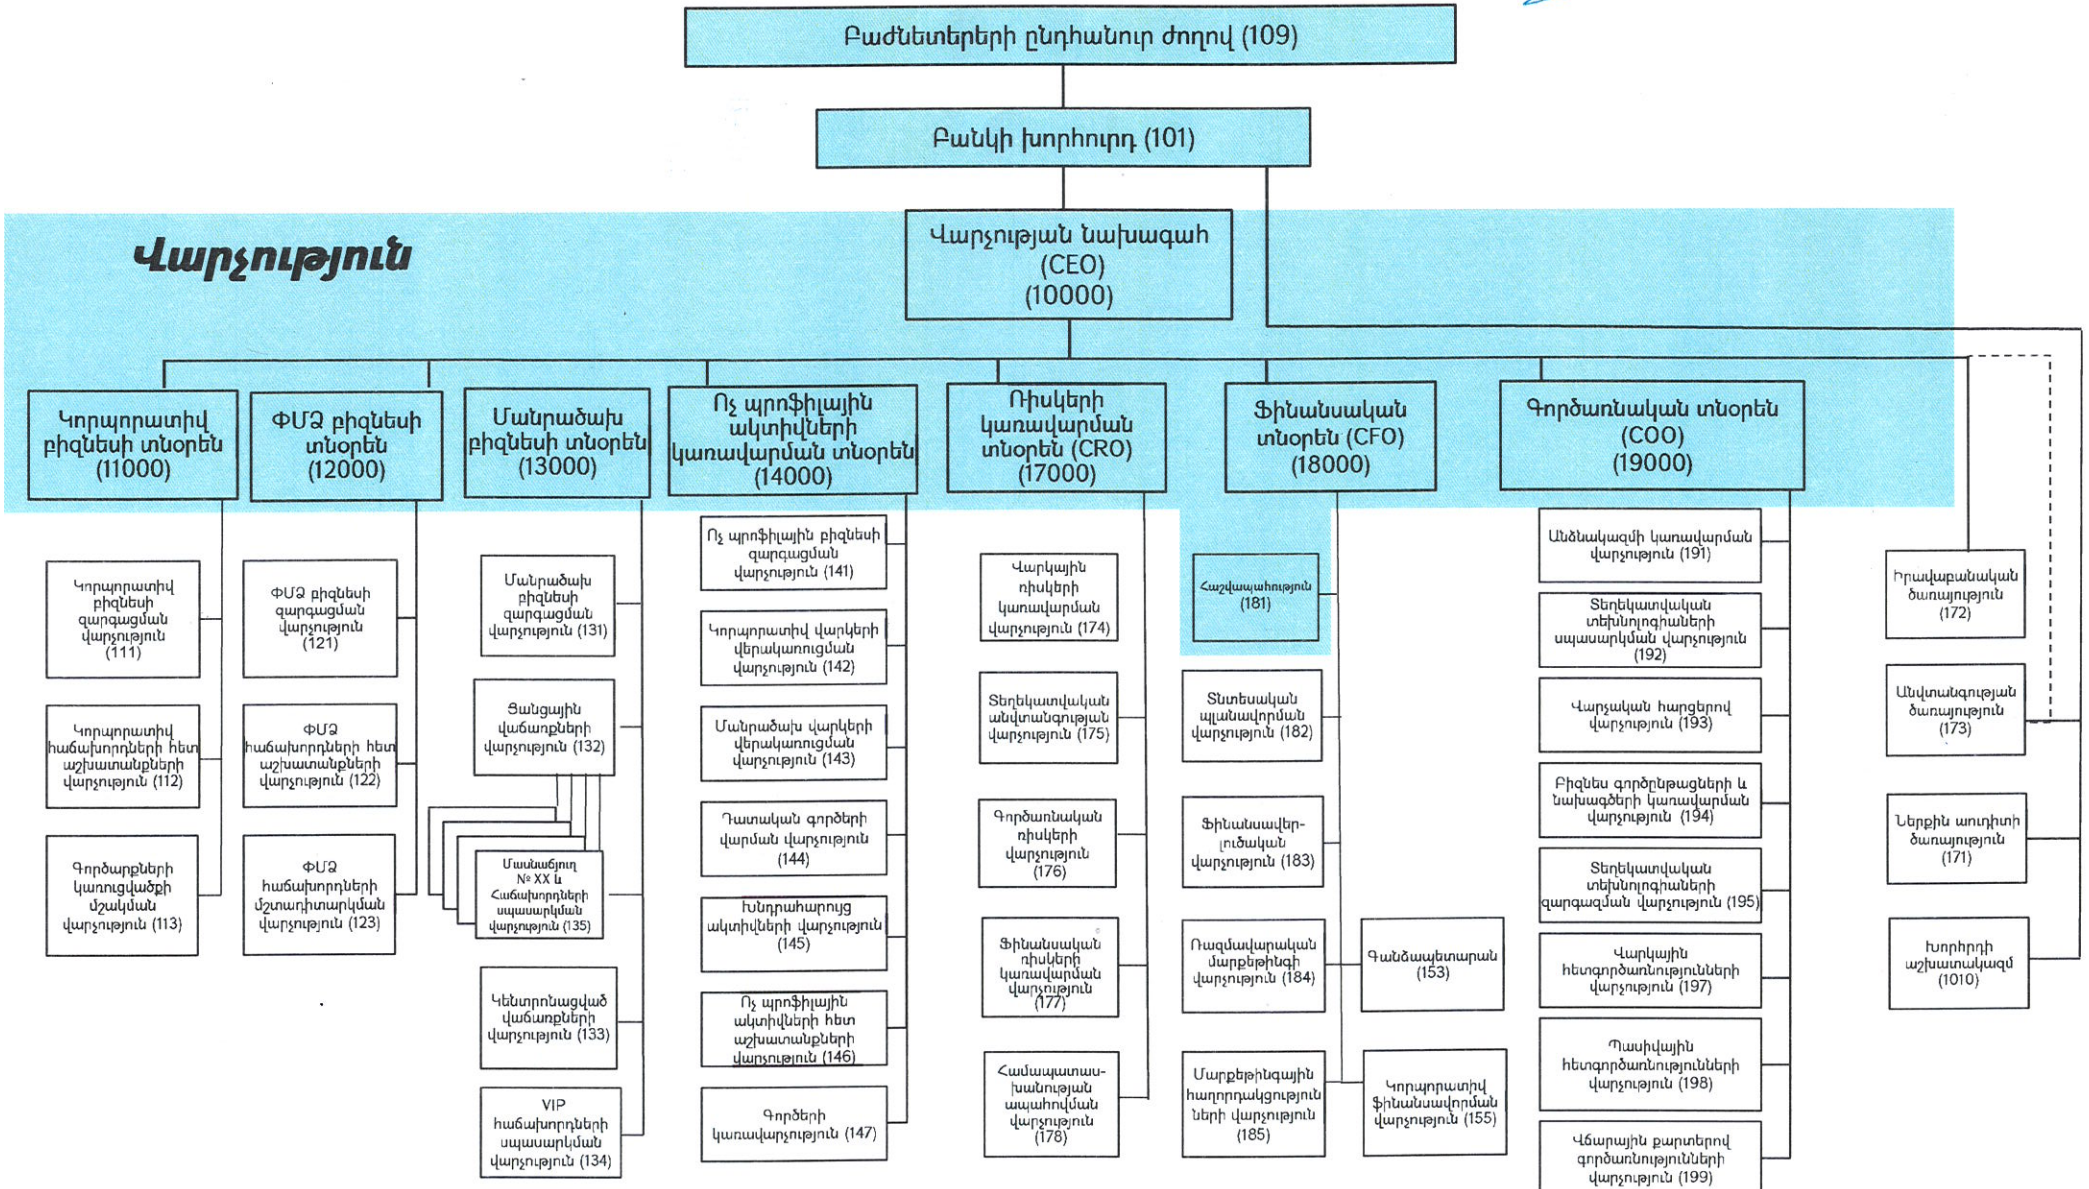 Բաժնետերերի ընդհանուր ժողով (109)
Բանկի խորհուրդ (101)
Վարչություն
Վարչության նախագահ
(CEO)
(10000)
Կորպորատիվ
բիզնեսի տնօրեն
(11000)
ՓՄՁ բիզնեսի
տնօրեն
(12000)
Մանրածախ
բիզնեսի տնօրեն
(13000)
Ոչ պրոֆիլային
ակտիվների
կառավարման տնօրեն
(14000)
Ռիսկերի
կառավարման
տնօրեն (CRO)
(17000)
Ֆինանսական
տնօրեն (CFO)
(18000)
Գործառնական տնօրեն
(COO)
(19000)
Կորպորատիվ
բիզնեսի
զարգացման
վարչություն
(111)
Կորպորատիվ
հաճախորդների հետ
աշխատանքների
վարչություն (112)
Գործարքների
կառուցվածքի
մշակման
վարչություն (113)
ՓՄՁ բիզնեսի
զարգացման
վարչություն
(121)
ՓՄՁ
հաճախորդների հետ
աշխատանքների
վարչություն (122)
ՓՄՁ
հաճախորդների
մշտադիտարկման
վարչություն (123)
Մանրածախ
բիզնեսի
զարգացման
վարչություն (131)
Ցանցային
վաճառքների
վարչություն (132)
Մասնաճյուղ
№ XX և
Հաճախորդների
սպասարկման
վարչություն (135)
Կենտրոնացված
վաճառքների
վարչություն (133)
VIP
հաճախորդների
սպասարկման
վարչություն (134)
Ոչ պրոֆիլային բիզնեսի
զարգացման
վարչություն (141)
Կորպորատիվ վարկերի
վերակառուցման
վարչություն (142)
Մանրածախ վարկերի
վերակառուցման
վարչություն (143)
Դատական գործերի
վարման վարչություն
(144)
Խնդրահարույց
ակտիվների վարչություն
(145)
Ոչ պրոֆիլային
ակտիվների հետ
աշխատանքների
վարչություն (146)
Գործերի
կառավարչություն (147)
Վարկային
ռիսկերի
կառավարման
վարչություն (174)
Տեղեկատվական
անվտանգության
վարչություն (175)
Գործառնական
ռիսկերի
վարչություն
(176)
Ֆինանսական
ռիսկերի
կառավարման
վարչություն
(177)
Համապատաս-
խանության
ապահովման
վարչություն
(178)
Հաշվապահություն
(181)
Տնտեսական
պլանավորման
վարչություն (182)
Ֆինանսավեր-
լուծական
վարչություն (183)
Ռազմավարական
մարքեթինգի
վարչություն (184)
Գանձապետարան
(153)
Մարքեթինգային
հաղորդակցություն
ների վարչություն
(185)
Կորպորատիվ
ֆինանսավորման
վարչություն (155)
Անձնակազմի կառավարման
վարչություն (191)
Տեղեկատվական
տեխնոլոգիաների
սպասարկման վարչություն
(192)
Վարչական հարցերով
վարչություն (193)
Բիզնես գործընթացների և
նախագծերի կառավարման
վարչություն (194)
Տեղեկատվական
տեխնոլոգիաների
զարգազման վարչություն (195)
Վարկային
հետգործառնությունների
վարչություն (197)
Պասիվային
հետգործառնությունների
վարչություն (198)
Վճարային քարտերով
գործառնությունների
վարչություն (199)
Իրավաբանական
ծառայություն
(172)
Անվտանգության
ծառայություն
(173)
Ներքին աուդիտի
ծառայություն
(171)
Խորհրդի
աշխատակազմ
(1010)